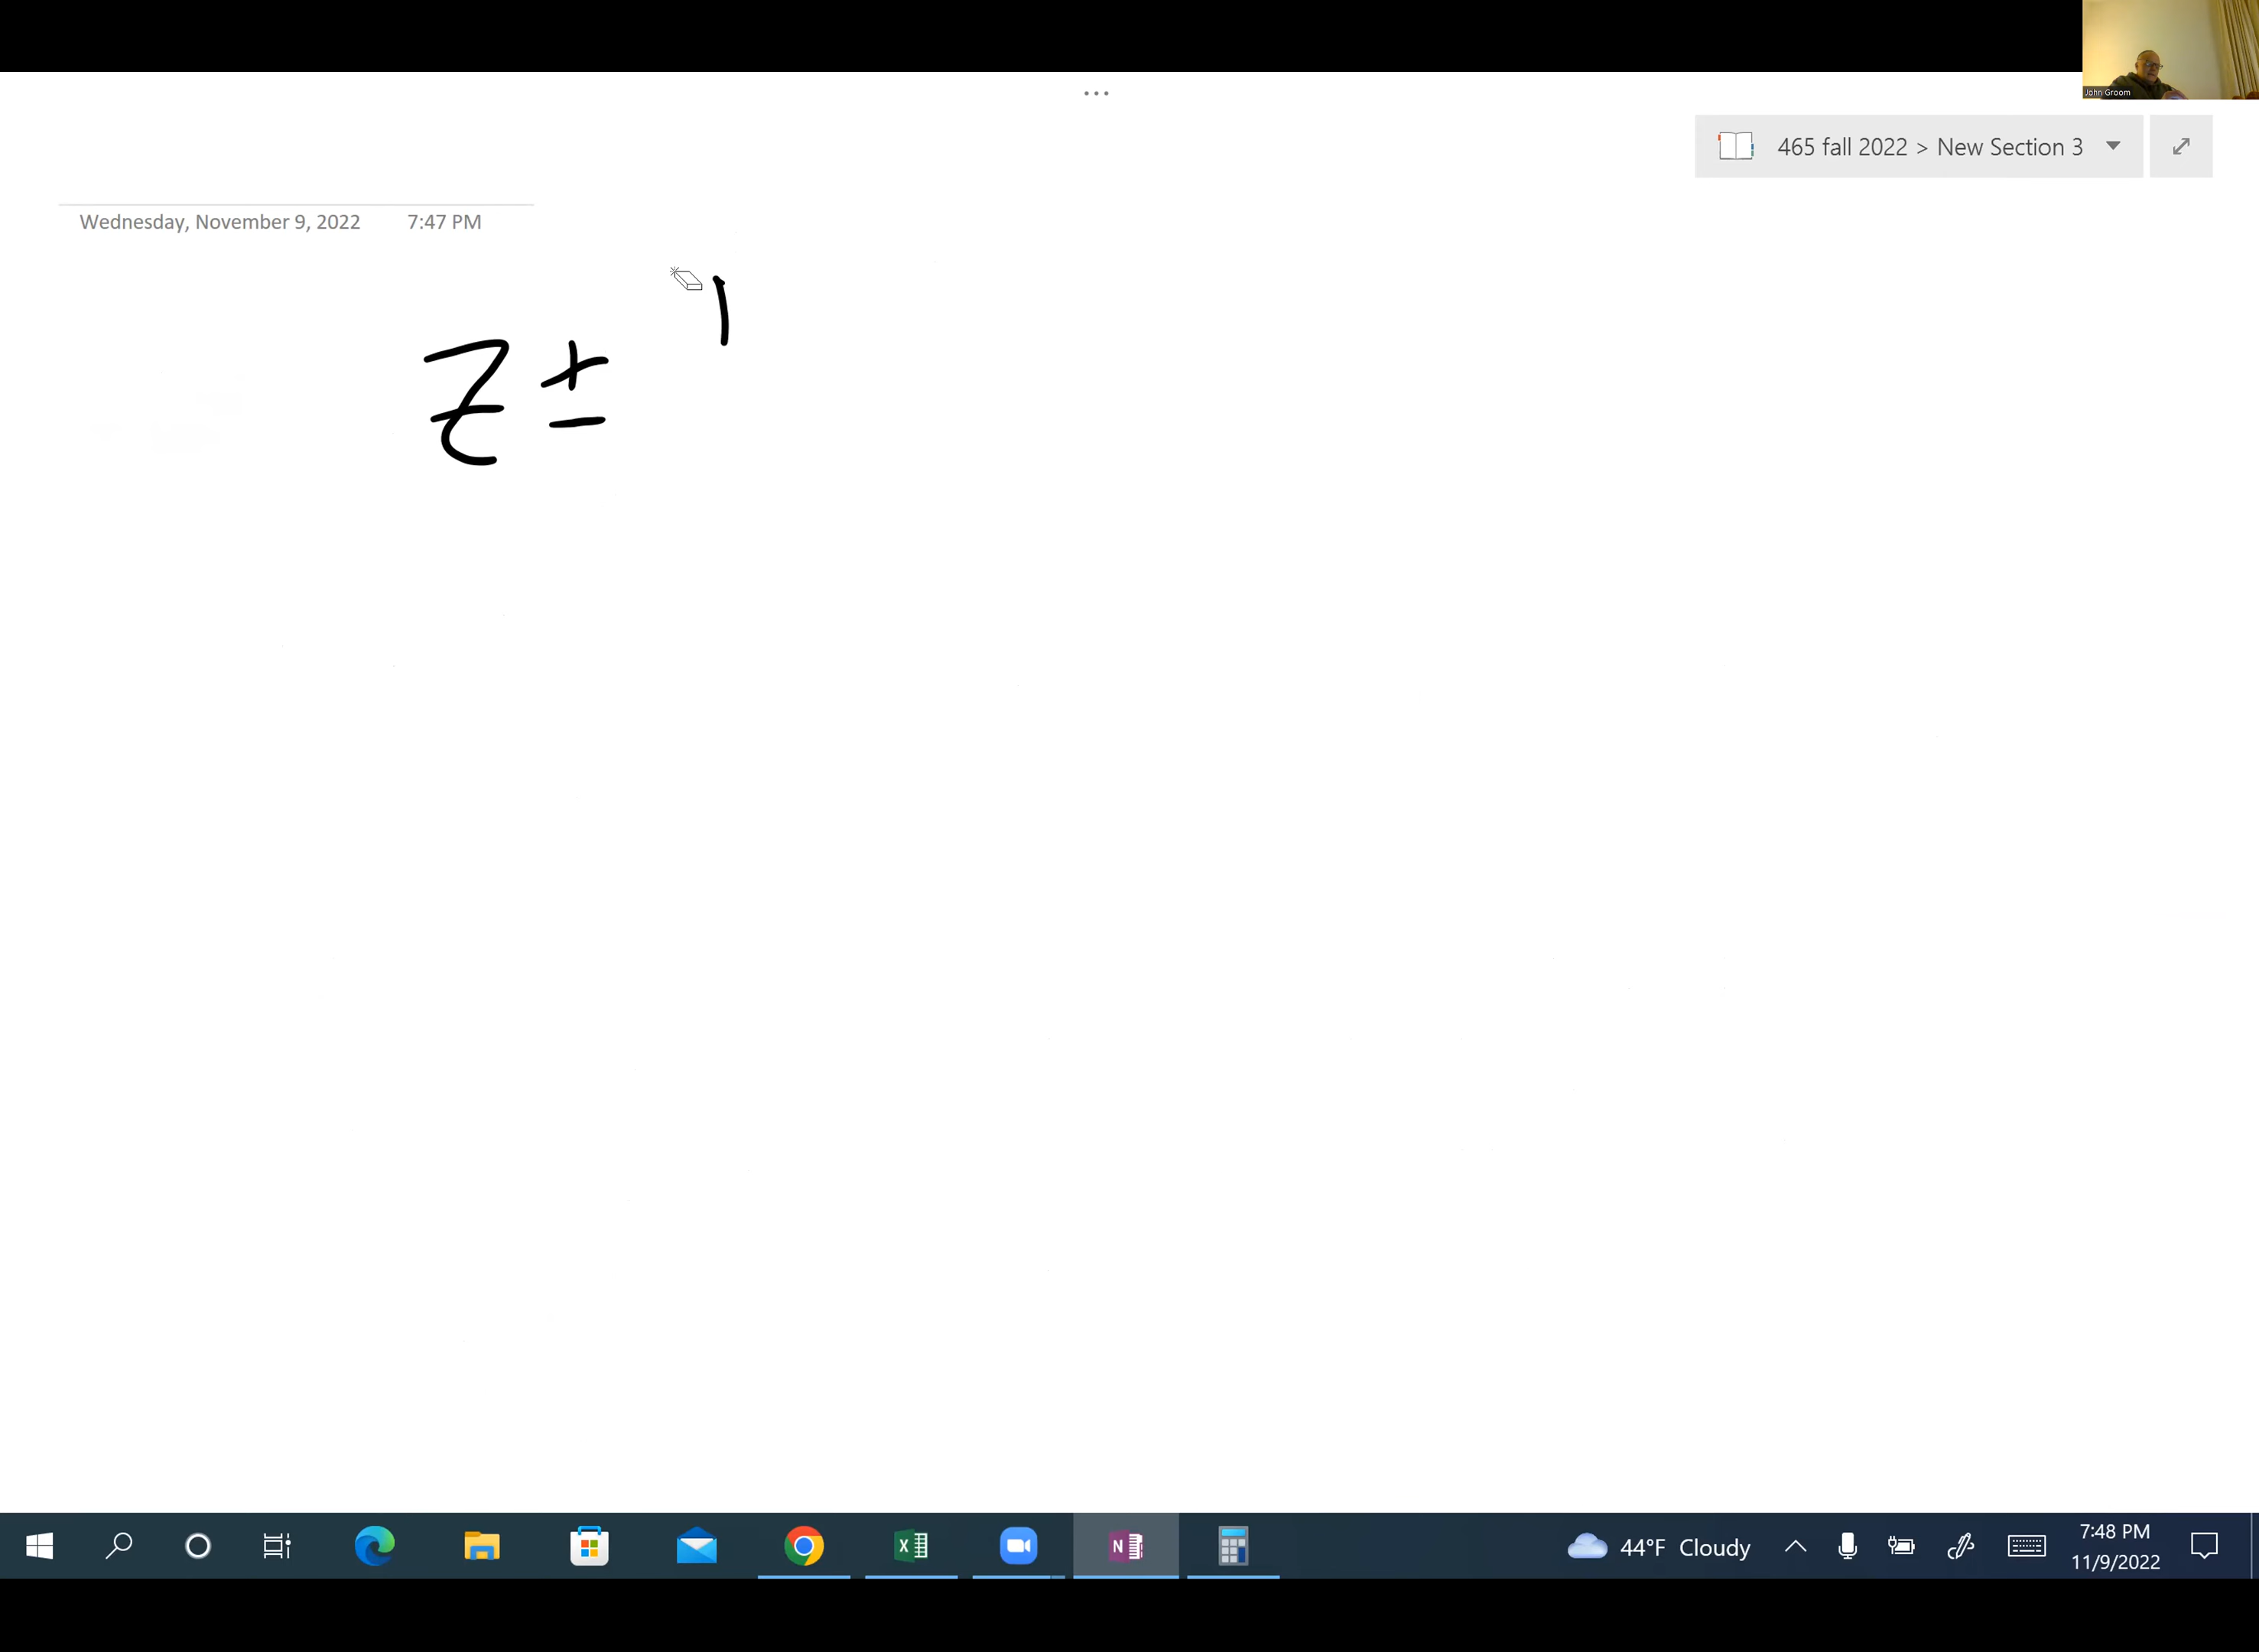 John Groom
465 fall 2022 > New Section 3
Wednesday, November 9, 2022 7:47 PM
Z ± 1
44°F Cloudy
7:48 PM
11/9/2022